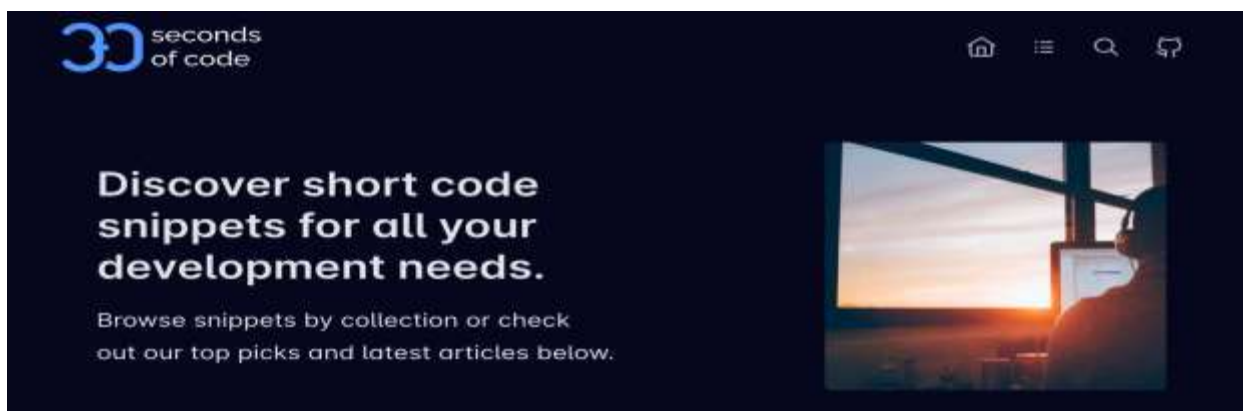 30 seconds
of code
Discover short code
snippets for all your
development needs.
Browse snippets by collection or check
out our top picks and latest articles below.